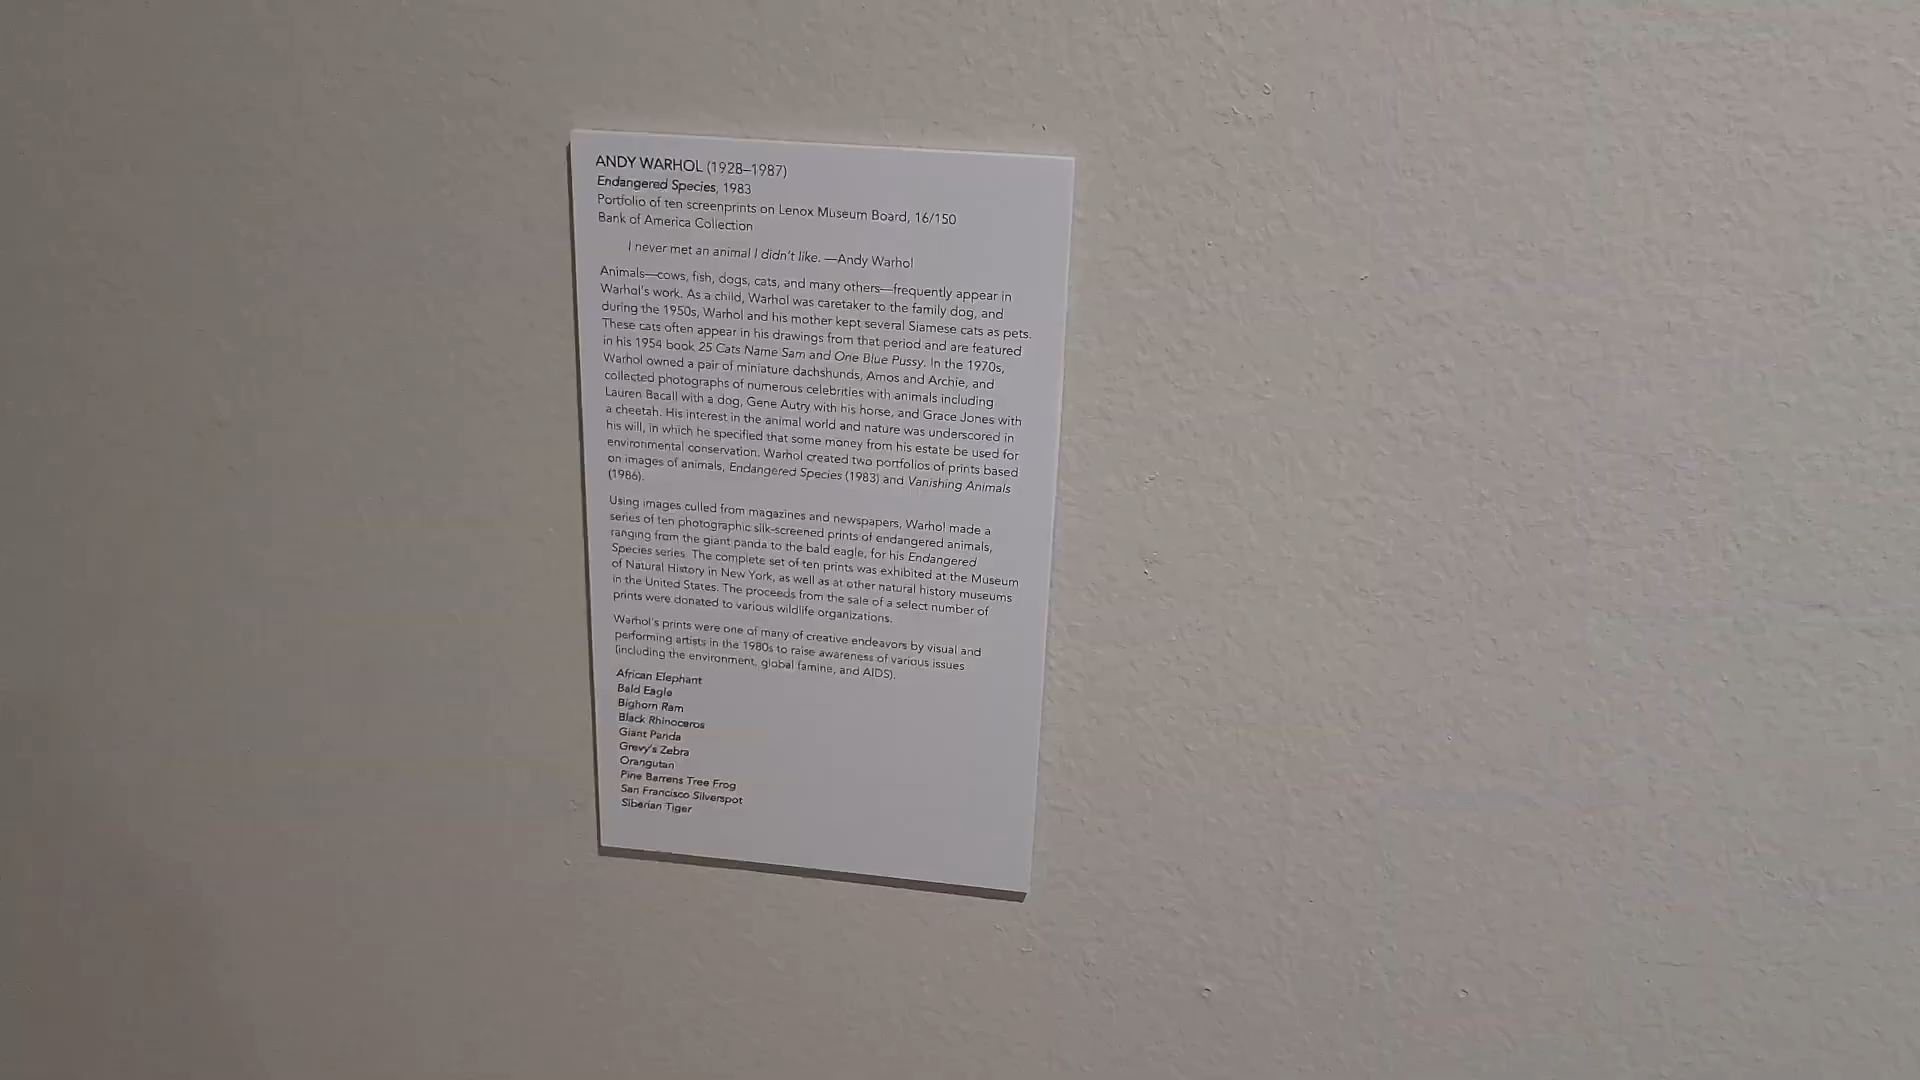 ANDY WARHOL (1928–1987)
Endangered Species, 1983
Portfolio of ten screenprints on Lenox Museum Board, 16/150
Bank of America Collection
I never met an animal I didn't like. —Andy Warhol
Animals—cows, fish, dogs, cats, and many others—frequently appear in
Warhol's work. As a child, Warhol was caretaker to the family dog, and
during the 1950s, Warhol and his mother kept several Siamese cats as pets.
These cats often appear in his drawings from that period and are featured
in his 1954 book 25 Cats Name Sam and One Blue Pussy. In the 1970s,
Warhol owned a pair of miniature dachshunds, Amos and Archie, and
collected photographs of numerous celebrities with animals including
Lauren Bacall with a dog, Gene Autry with his horse, and Grace Jones with
a cheetah. His interest in the animal world and nature was underscored in
his will, in which he specified that some money from his estate be used for
environmental conservation. Warhol created two portfolios of prints based
on images of animals, Endangered Species (1983) and Vanishing Animals
(1986).
Using images culled from magazines and newspapers, Warhol made a
series of ten photographic silk-screened prints of endangered animals,
ranging from the giant panda to the bald eagle, for his Endangered
Species series. The complete set of ten prints was exhibited at the Museum
of Natural History in New York, as well as at other natural history museums
in the United States. The proceeds from the sale of a select number of
prints were donated to various wildlife organizations.
Warhol's prints were one of many of creative endeavors by visual and
performing artists in the 1980s to raise awareness of various issues
(including the environment, global famine, and AIDS).
African Elephant
Bald Eagle
Bighorn Ram
Black Rhinoceros
Giant Panda
Grevy's Zebra
Orangutan
Pine Barrens Tree Frog
San Francisco Silverspot
Siberian Tiger